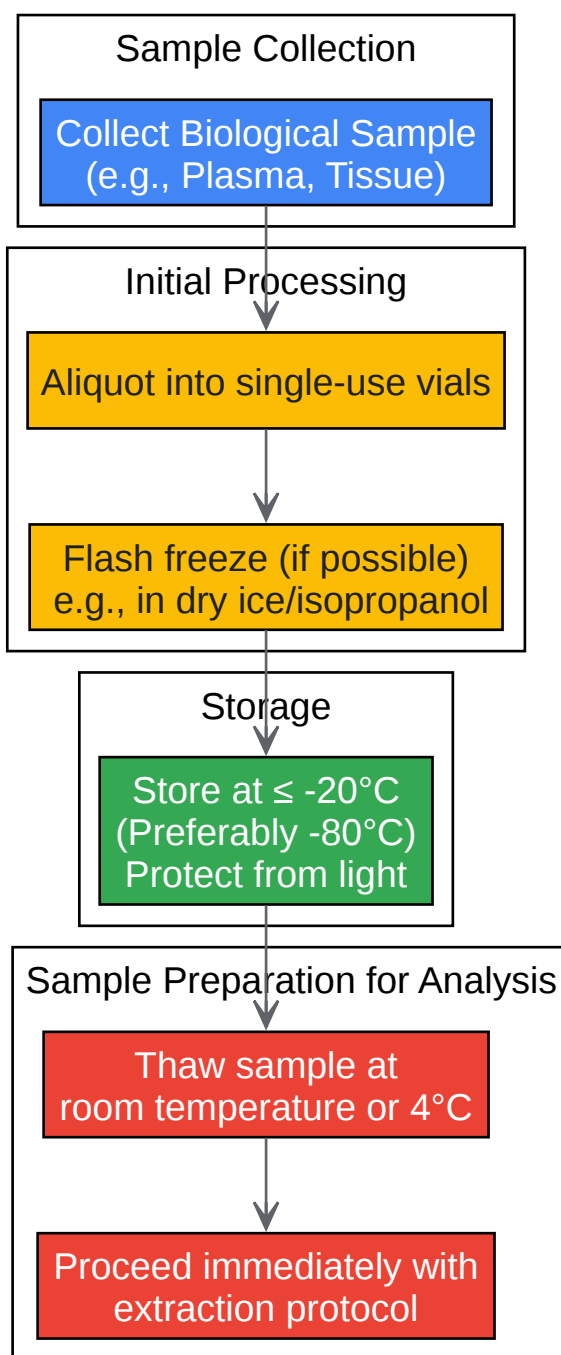 Sample Collection
Collect Biological Sample
(e.g., Plasma, Tissue)
Initial Processing
Aliquot into single-use vials
Flash freeze (if possible)
e.g., in dry ice/isopropanol
Storage
Store at ≤ -20°C
(Preferably -80°C)
Protect from light
Sample Preparation for Analysis
Thaw sample at
room temperature or 4°C
Proceed immediately with
extraction protocol